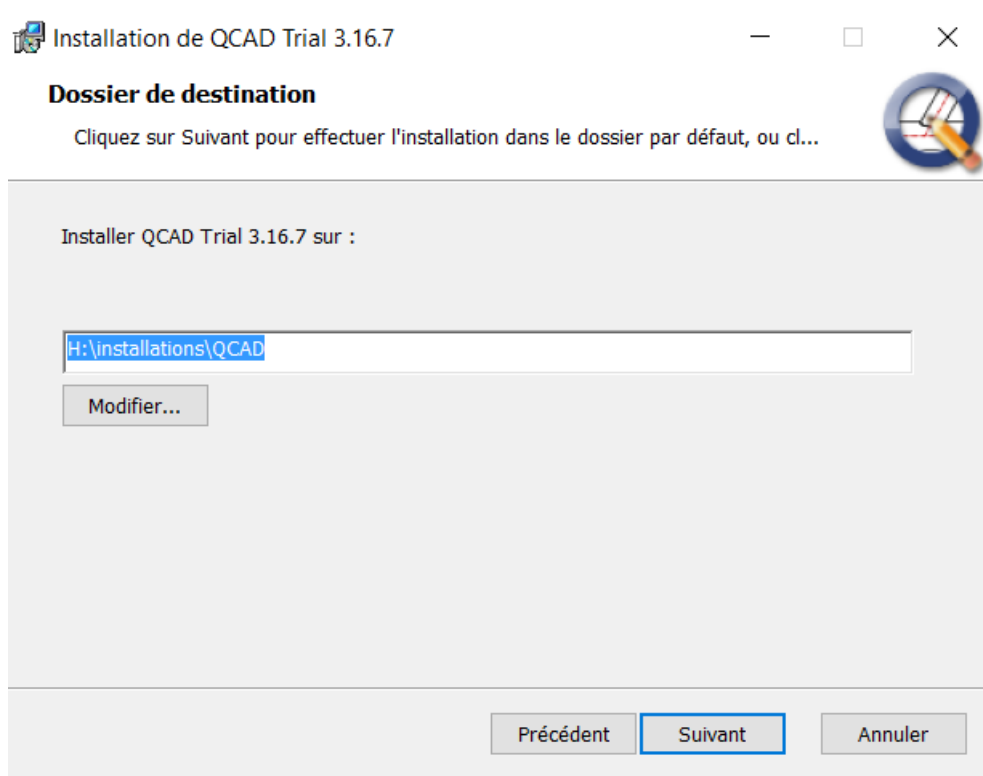 Installation de QCAD Trial 3.16.7
Dossier de destination
Cliquez sur Suivant pour effectuer l'installation dans le dossier par défaut, ou cl...
Installer QCAD Trial 3.16.7 sur :
H:\installations\QCAD
Modifier...
Précédent Suivant Annuler